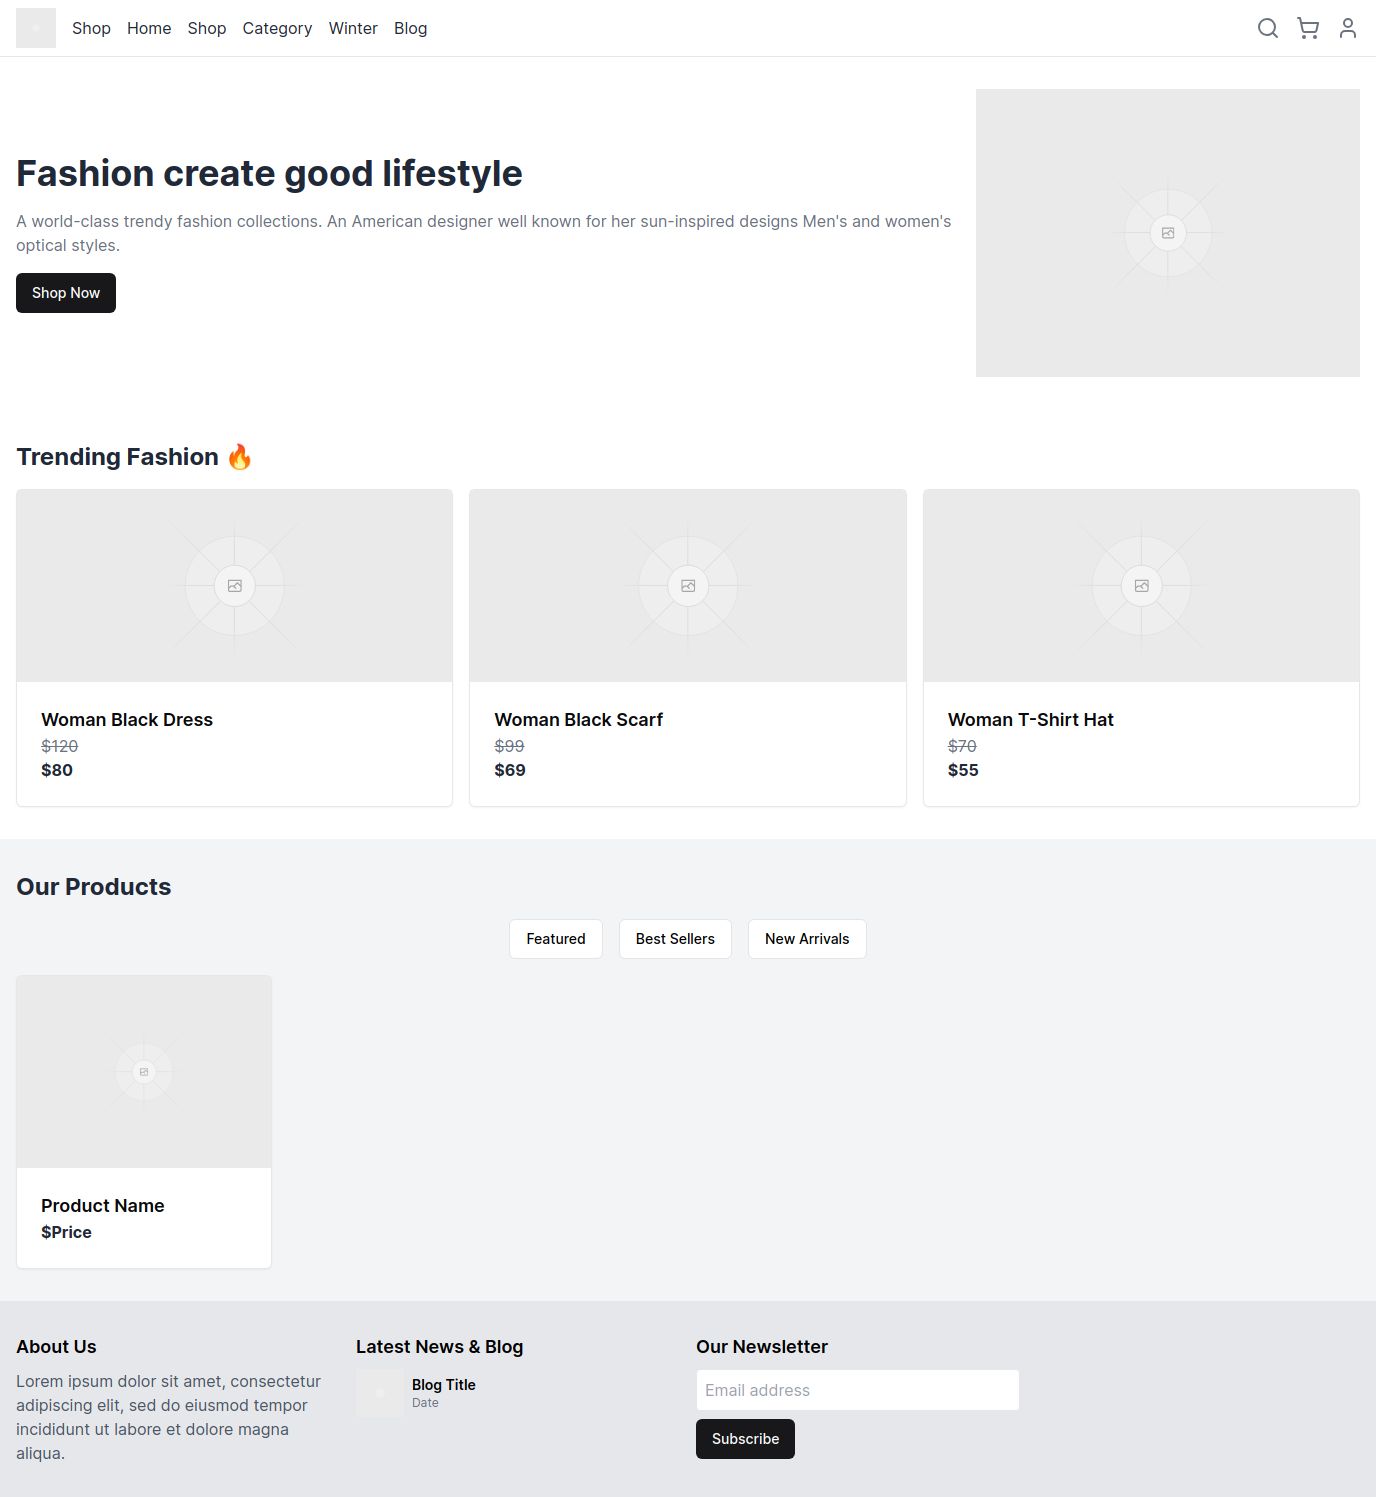 Shop Home Shop Category Winter Blog
Fashion create good lifestyle
A world-class trendy fashion collections. An American designer well known for her sun-inspired designs Men's and women's
optical styles.
Shop Now
Trending Fashion 🔥
Woman Black Dress
$120
$80
Woman Black Scarf
$99
$69
Woman T-Shirt Hat
$70
$55
Our Products
Featured
Best Sellers
New Arrivals
Product Name
$Price
About Us
Lorem ipsum dolor sit amet, consectetur
adipiscing elit, sed do eiusmod tempor
incididunt ut labore et dolore magna
aliqua.
Latest News & Blog
Blog Title
Date
Our Newsletter
Email address
Subscribe